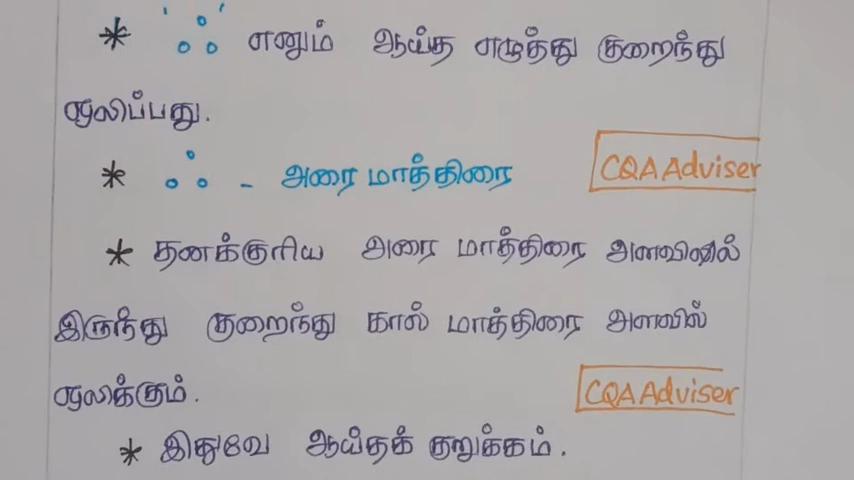 * 'ஃ' எனும் ஆய்த எழுத்து குறைந்து
ஒலிப்பது.
* ஃ - அரை மாத்திரை CQA Adviser
* தனக்குரிய அரை மாத்திரை அளவில்
இருந்து குறைந்து கால் மாத்திரை அளவில்
ஒலிக்கும். CQA Adviser
* இதுவே ஆய்தக் குறுக்கம்.